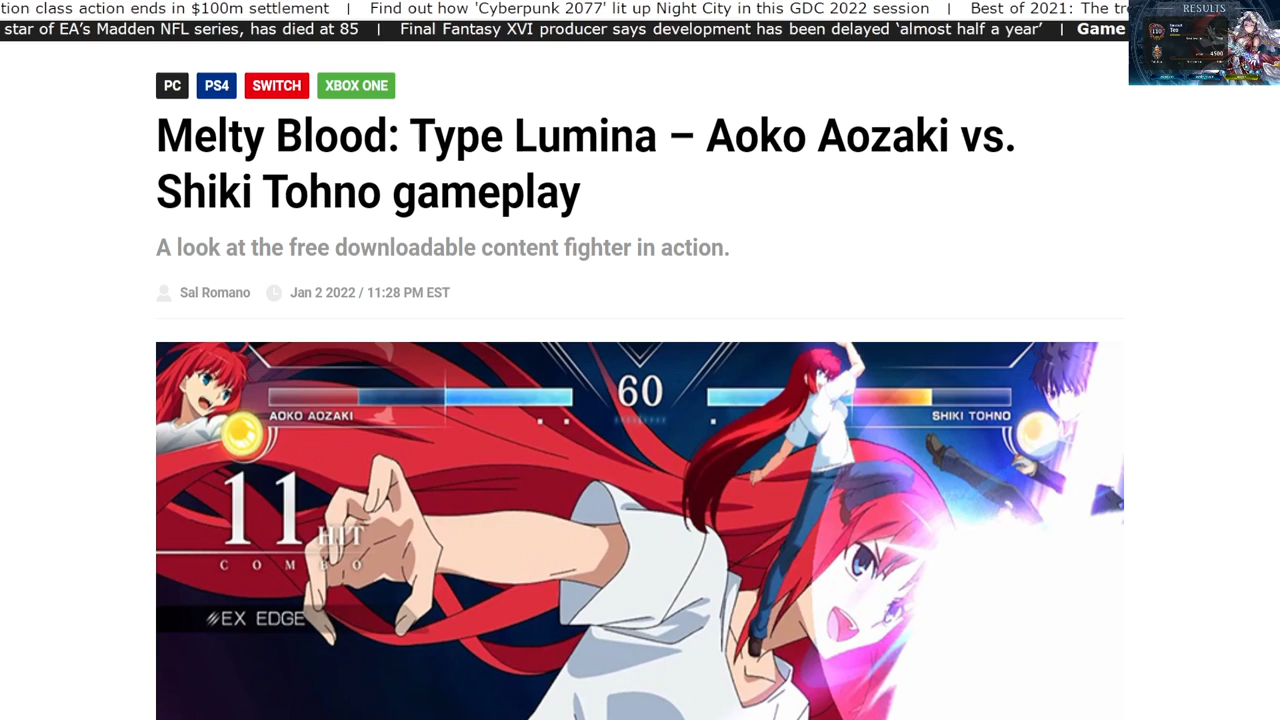 tion class action ends in $100m settlement | Find out how 'Cyberpunk 2077' lit up Night City in this GDC 2022 session | Best of 2021: The
star of EA’s Madden NFL series, has died at 85 | Final Fantasy XVI producer says development has been delayed ‘almost half a year’ | Game
RESULTS
110
Teo
4500
PC PS4 SWITCH XBOX ONE
Melty Blood: Type Lumina – Aoko Aozaki vs.
Shiki Tohno gameplay
A look at the free downloadable content fighter in action.
Sal Romano Jan 2 2022 / 11:28 PM EST
60
AOKO AOZAKI
SHIKI TOHNO
11 HIT
COMBO
EX EDGE